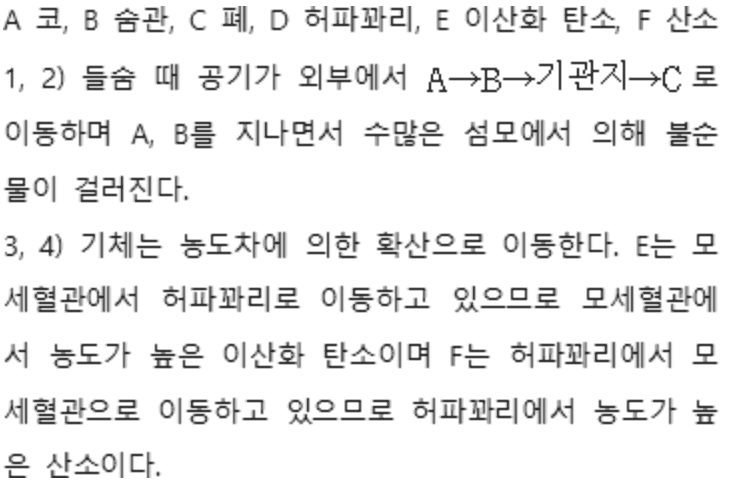 A 코, B 숨관, C 폐, D 허파꽈리, E 이산화 탄소, F 산소
1, 2) 들숨 때 공기가 외부에서 A→B→기관지→C 로
이동하며 A, B를 지나면서 수많은 섬모에서 의해 불순
물이 걸러진다.
3, 4) 기체는 농도차에 의한 확산으로 이동한다. E는 모
세혈관에서 허파꽈리로 이동하고 있으므로 모세혈관에
서 농도가 높은 이산화 탄소이며 F는 허파꽈리에서 모
세혈관으로 이동하고 있으므로 허파꽈리에서 농도가 높
은 산소이다.